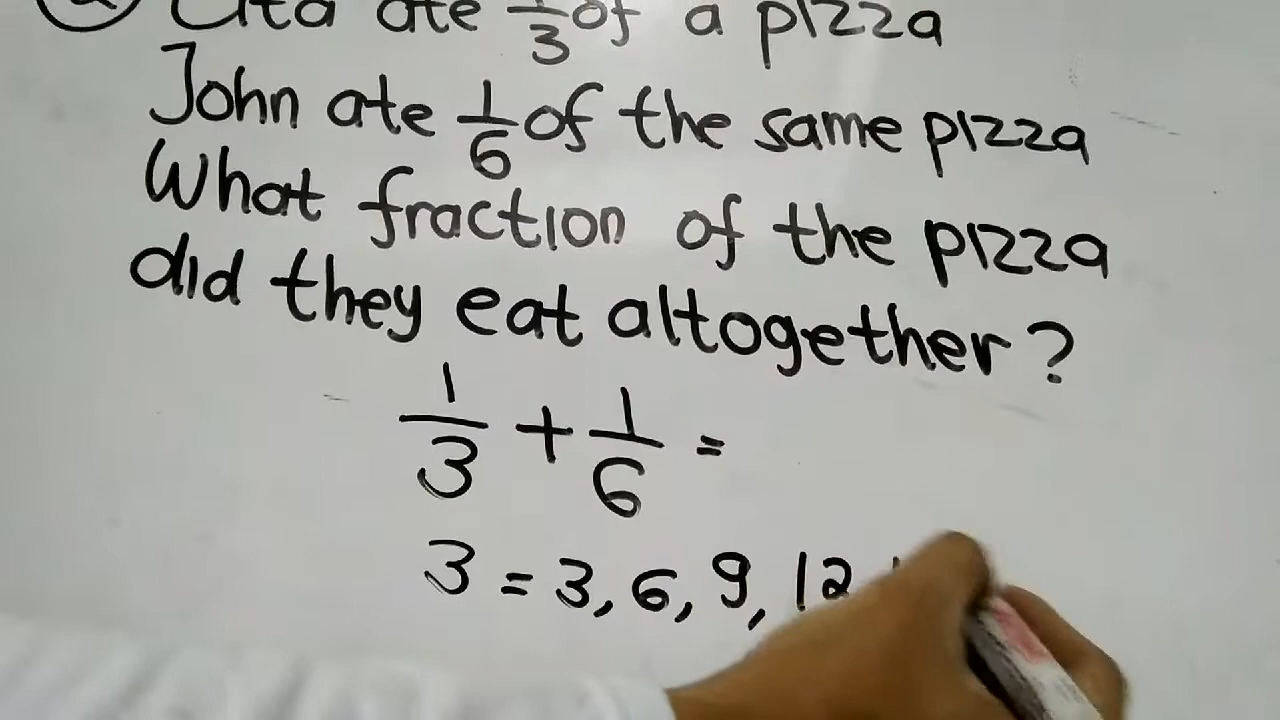 ate 1/3 of a pizza
John ate 1/6 of the same pizza
What fraction of the pizza
did they eat altogether?
1/3 + 1/6 =
3 = 3, 6, 9, 12